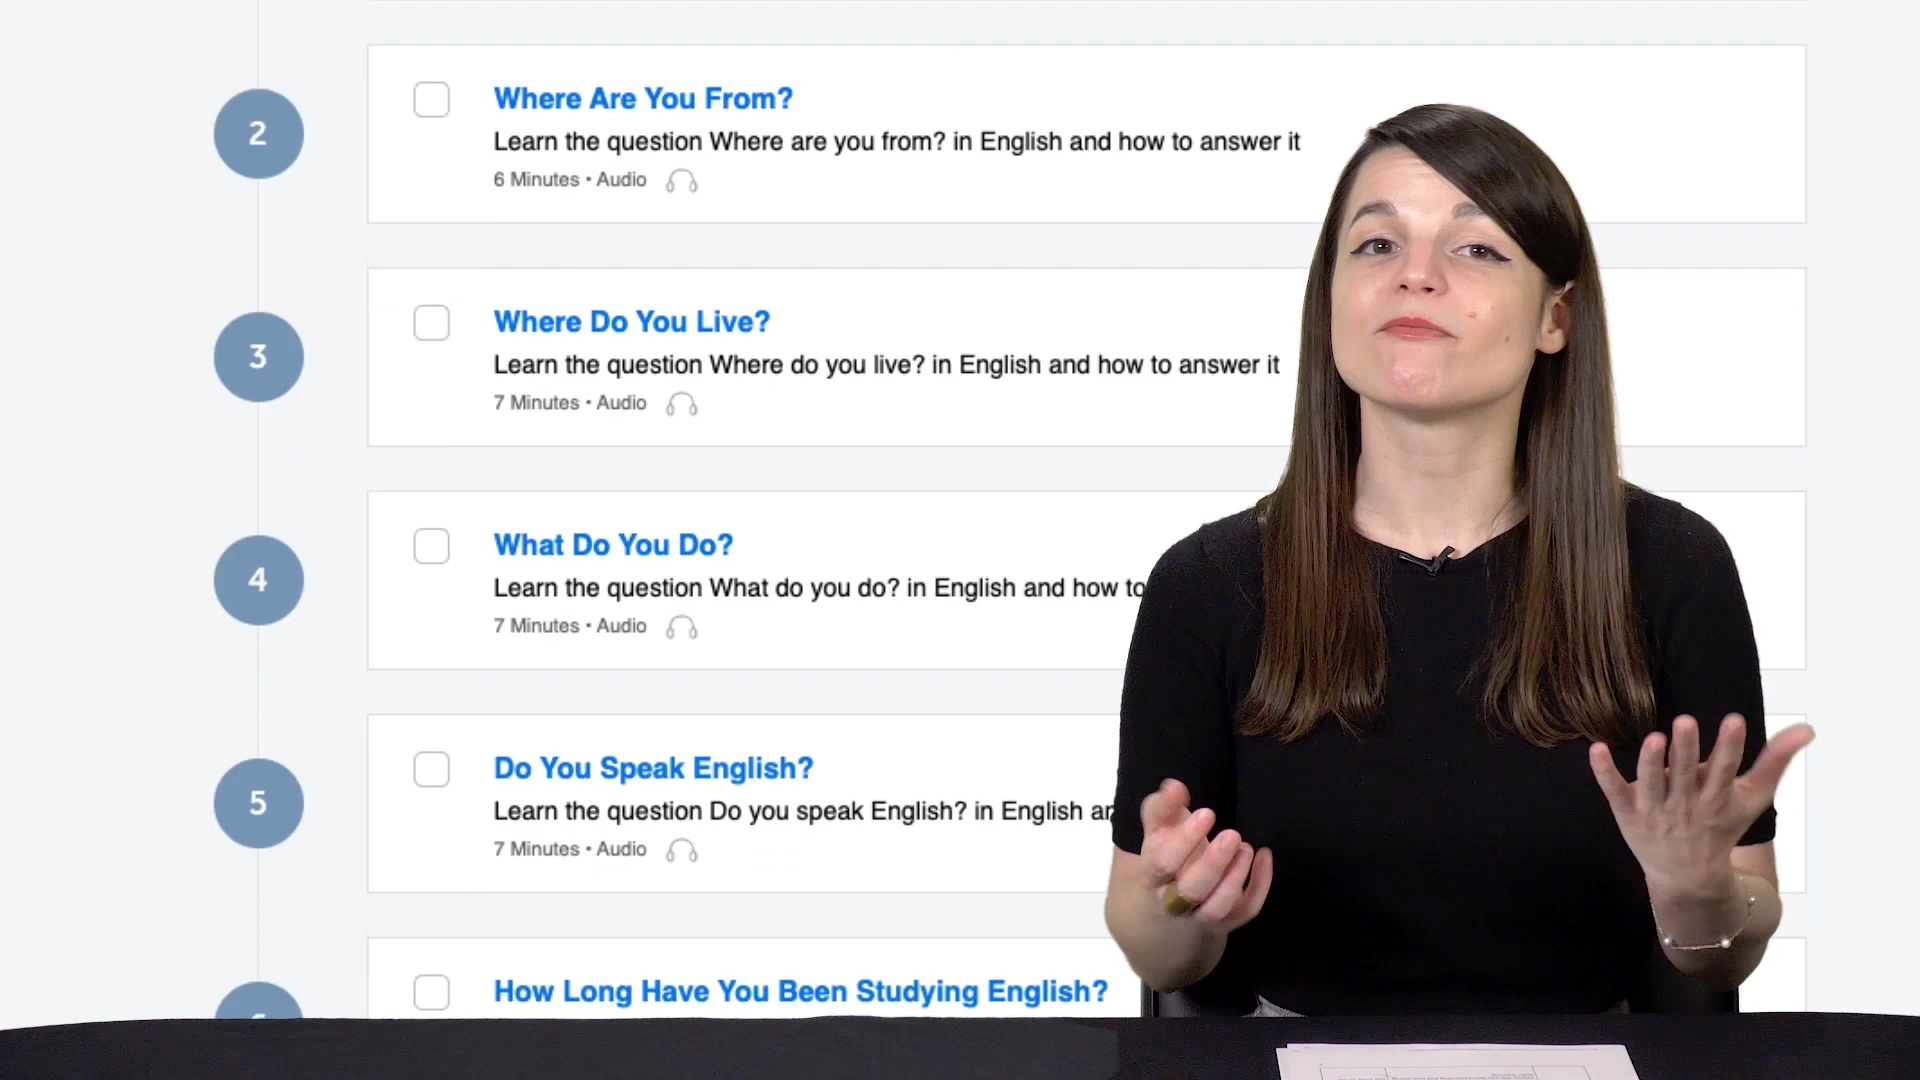 2
Where Are You From?
Learn the question Where are you from? in English and how to answer it
6 Minutes • Audio
3
Where Do You Live?
Learn the question Where do you live? in English and how to answer it
7 Minutes • Audio
4
What Do You Do?
Learn the question What do you do? in English and how to
7 Minutes • Audio
5
Do You Speak English?
Learn the question Do you speak English? in English
7 Minutes • Audio
How Long Have You Been Studying English?